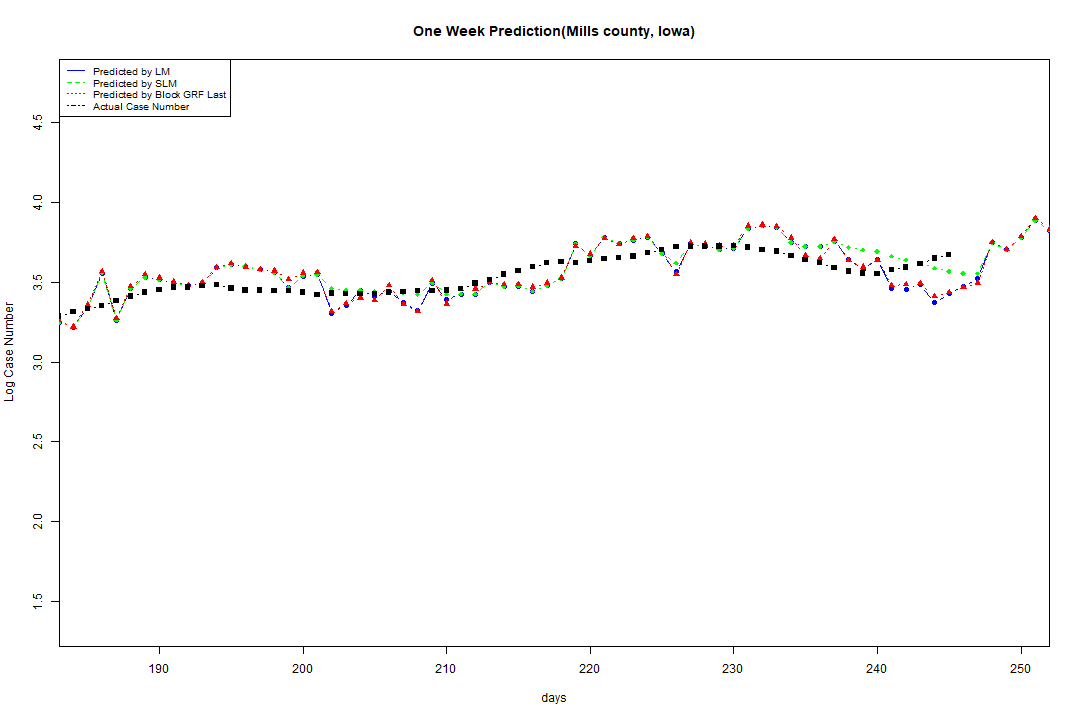 One Week Prediction(Mills county, Iowa)
Predicted by LM
Predicted by SLM
Predicted by Block GRF Last
Actual Case Number
4.5
4.0
3.5
3.0
2.5
2.0
1.5
Log Case Number
190 200 210 220 230 240 250
days